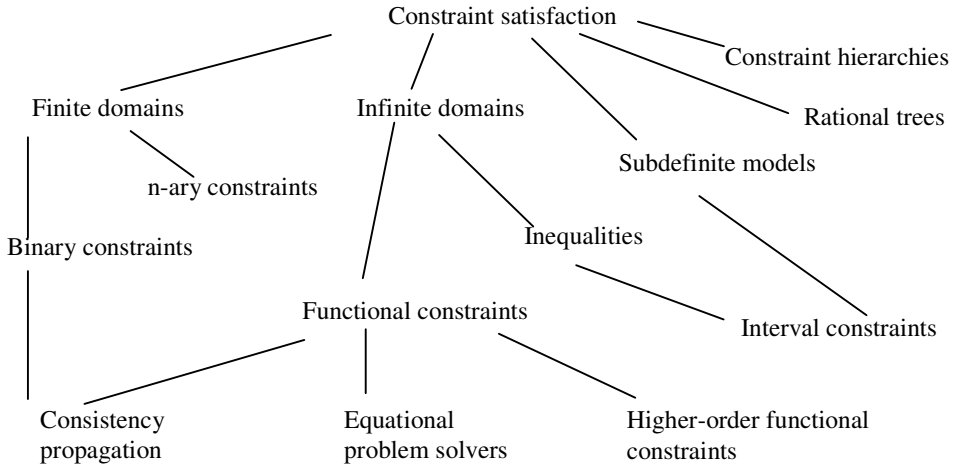 Constraint satisfaction
Constraint hierarchies
Finite domains
Infinite domains
Rational trees
Subdefinite models
n-ary constraints
Inequalities
Binary constraints
Functional constraints
Interval constraints
Consistency
propagation
Equational
problem solvers
Higher-order functional
constraints